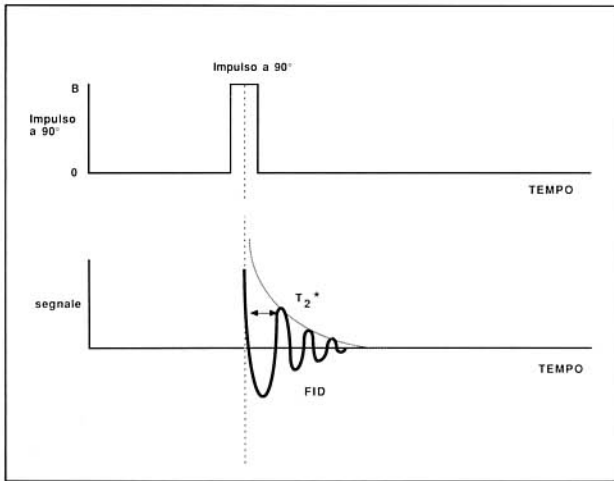 Impulso a 90°
B
Impulso
a 90°
0
TEMPO
T2*
segnale
TEMPO
FID